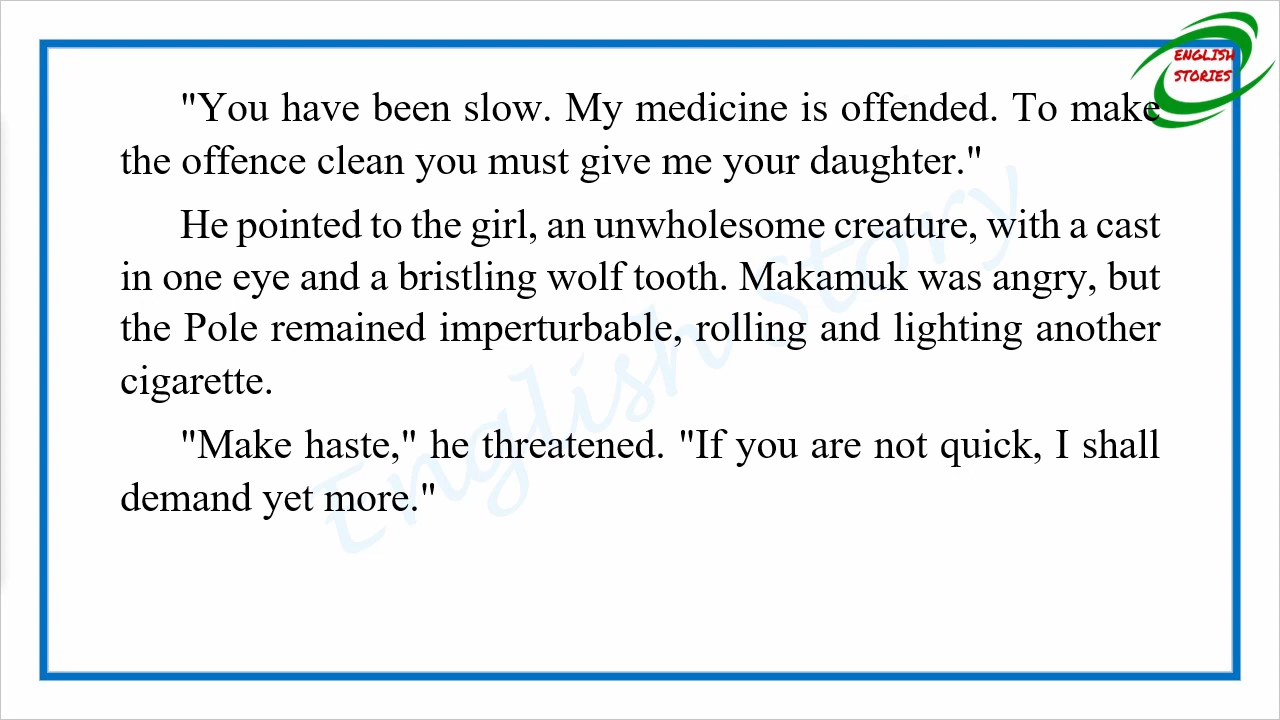 ENGLISH
STORIES
"You have been slow. My medicine is offended. To make
the offence clean you must give me your daughter."
He pointed to the girl, an unwholesome creature, with a cast
in one eye and a bristling wolf tooth. Makamuk was angry, but
the Pole remained imperturbable, rolling and lighting another
cigarette.
"Make haste," he threatened. "If you are not quick, I shall
demand yet more."
English Story